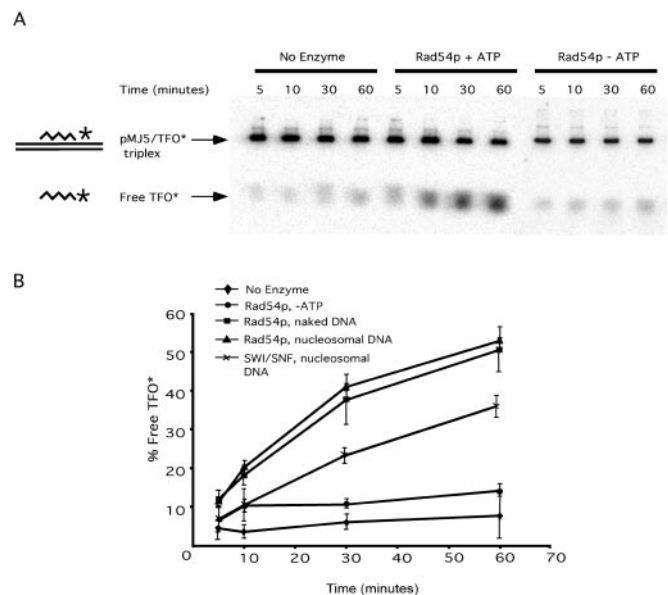 A
No Enzyme Rad54p + ATP Rad54p - ATP
Time (minutes) 5 10 30 60 5 10 30 60 5 10 30 60
pMJ5/TFO*
triplex
Free TFO*
B
No Enzyme
Rad54p, -ATP
Rad54p, naked DNA
Rad54p, nucleosomal DNA
SWI/SNF, nucleosomal
DNA
% Free TFO*
60
50
40
30
20
10
0 10 20 30 40 50 60 70
Time (minutes)